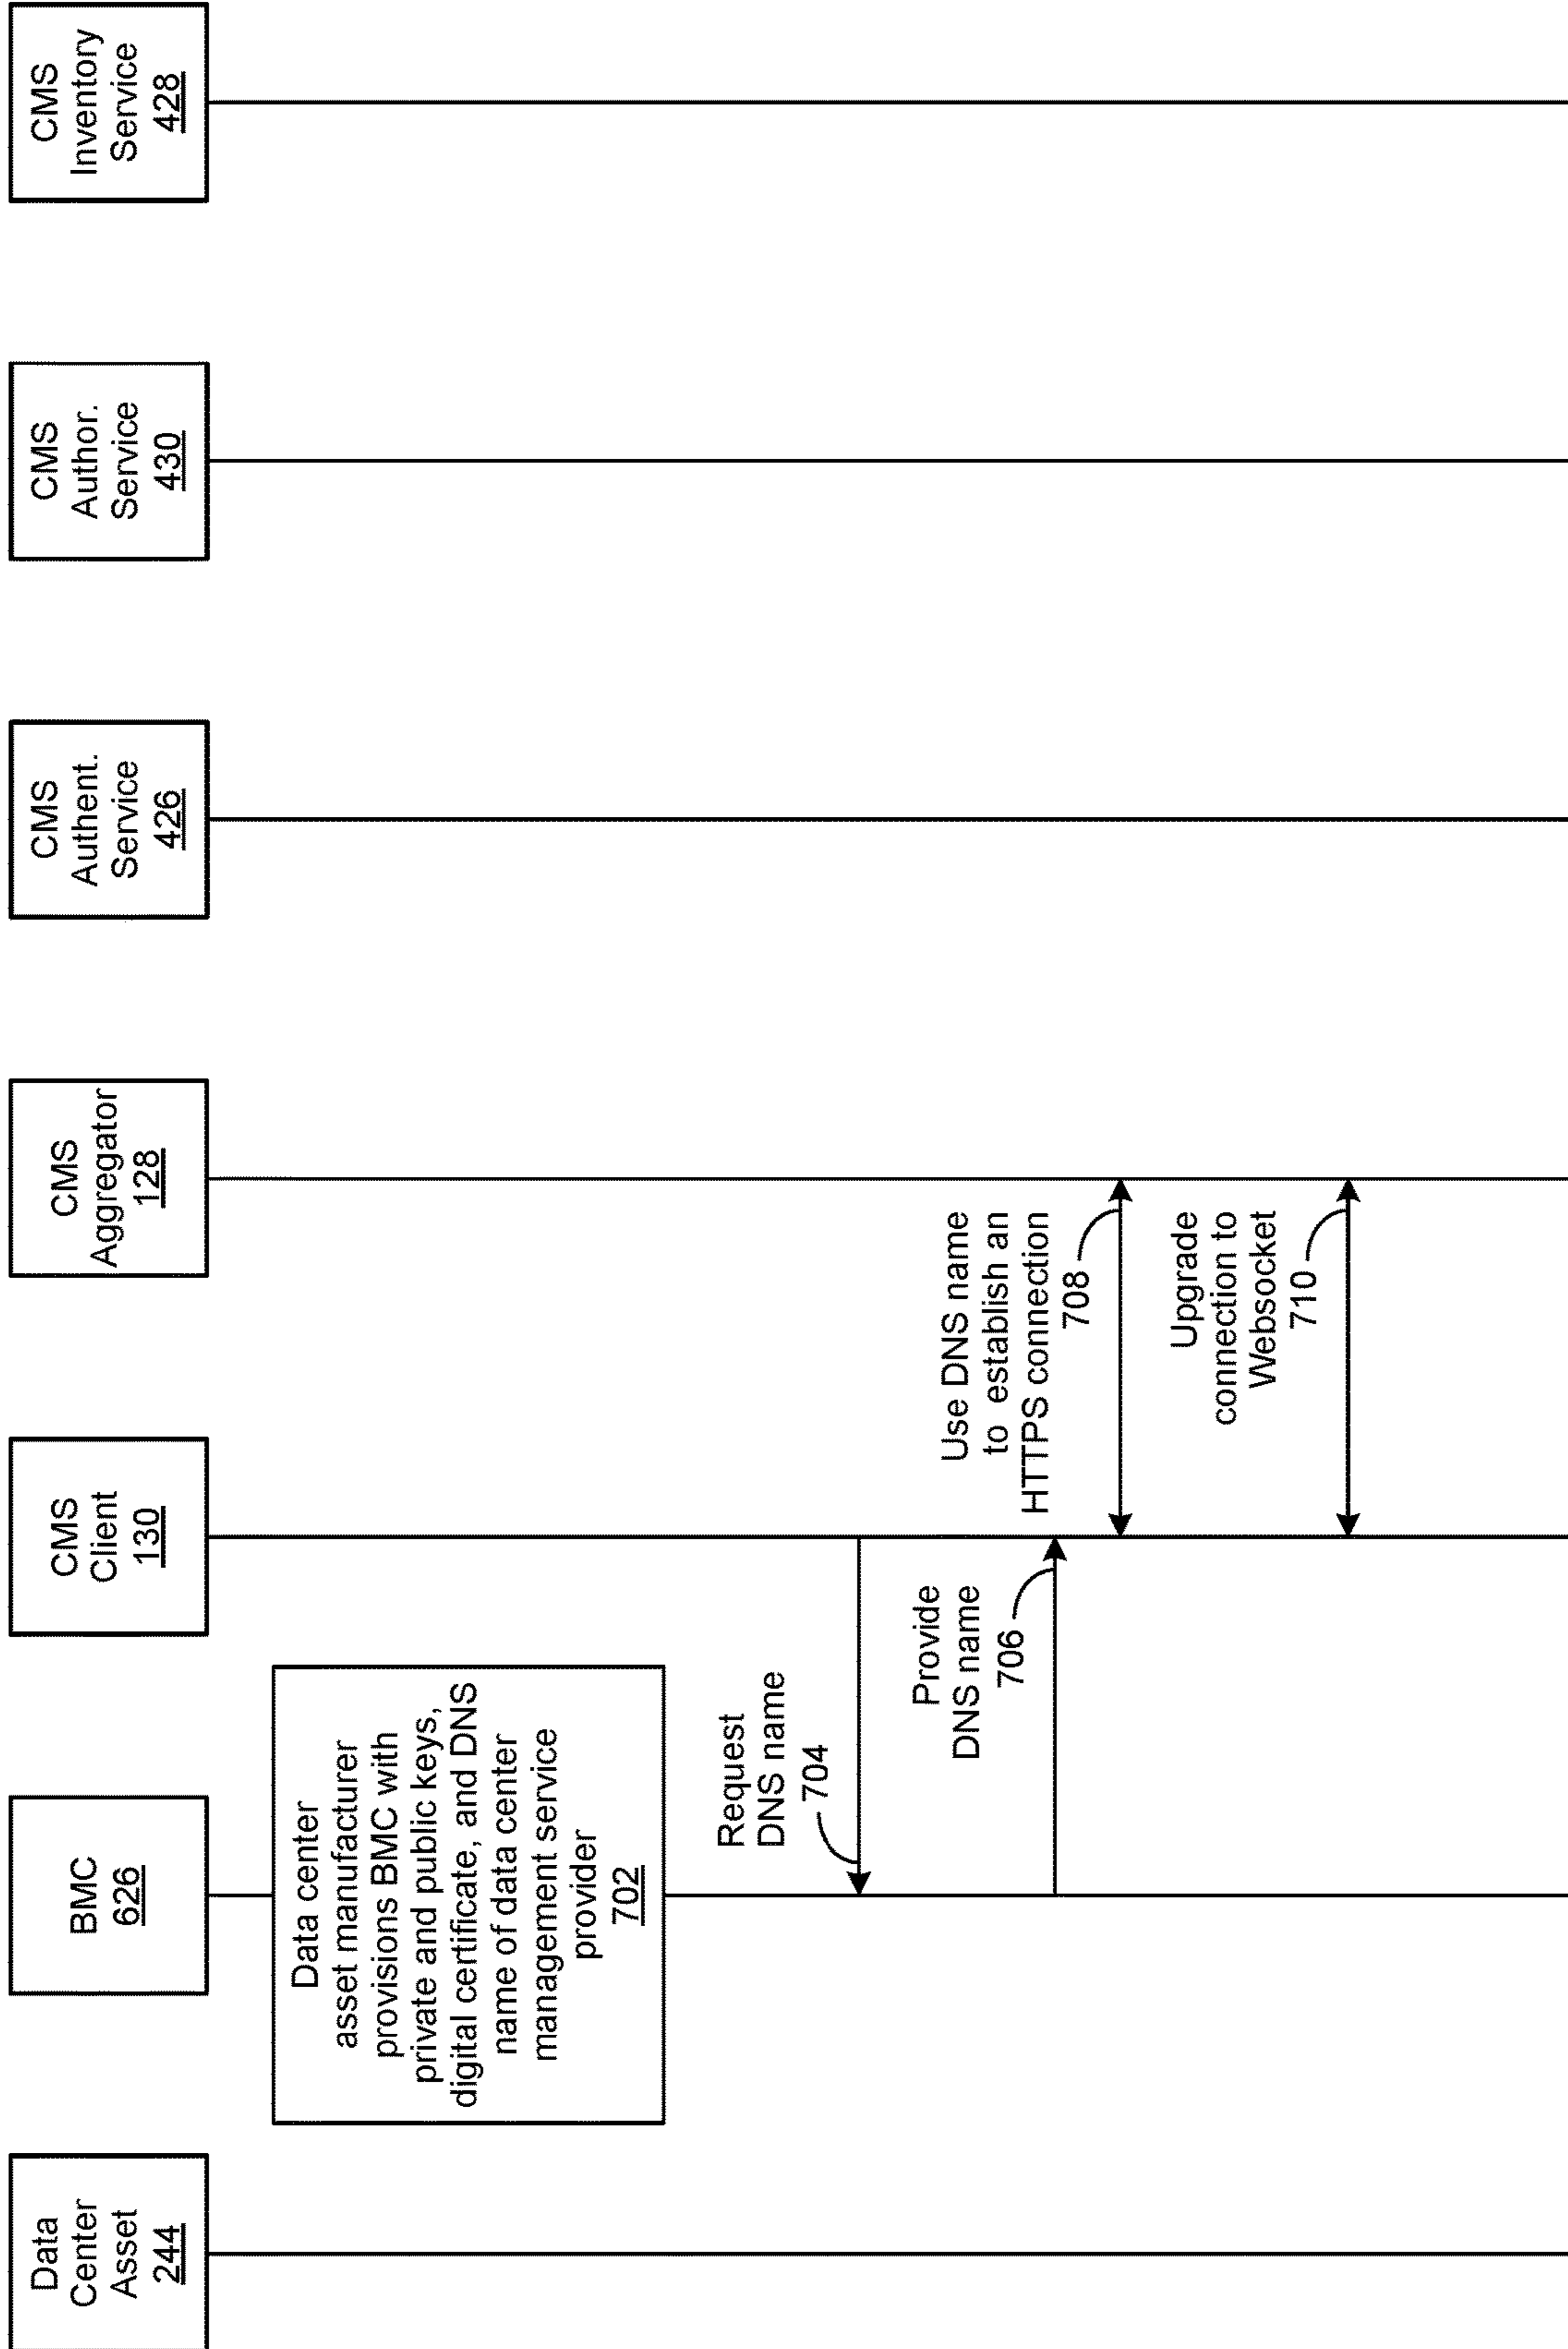 Data
Center
Asset
244
BMC
626
CMS
Client
130
CMS
Aggregator
128
CMS
Authent.
Service
426
CMS
Author.
Service
430
CMS
Inventory
Service
428
Data center
asset manufacturer
provisions BMC with
private and public keys,
digital certificate, and DNS
name of data center
management service
provider
702
Request
DNS name
704
Provide
DNS name
706
Use DNS name
to establish an
HTTPS connection
708
Upgrade
connection to
Websocket
710